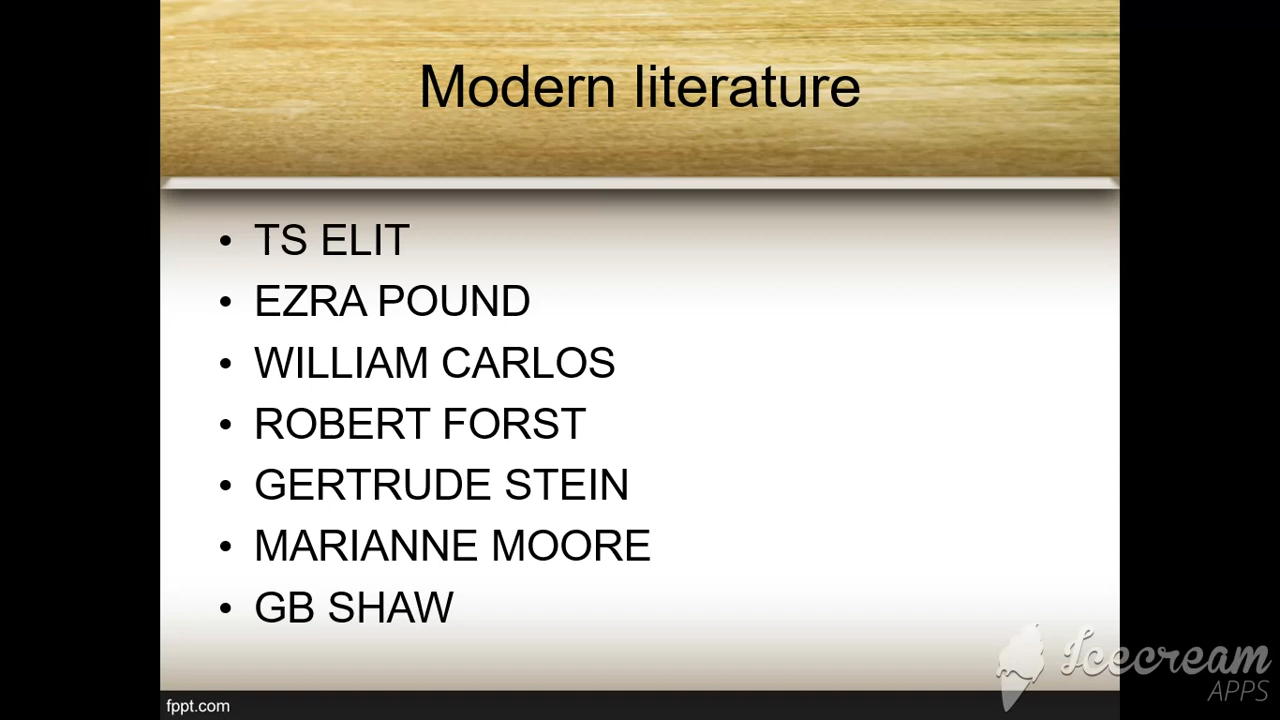 Modern literature
• TS ELIT
• EZRA POUND
• WILLIAM CARLOS
• ROBERT FORST
• GERTRUDE STEIN
• MARIANNE MOORE
• GB SHAW
Icecream
APPS
fppt.com